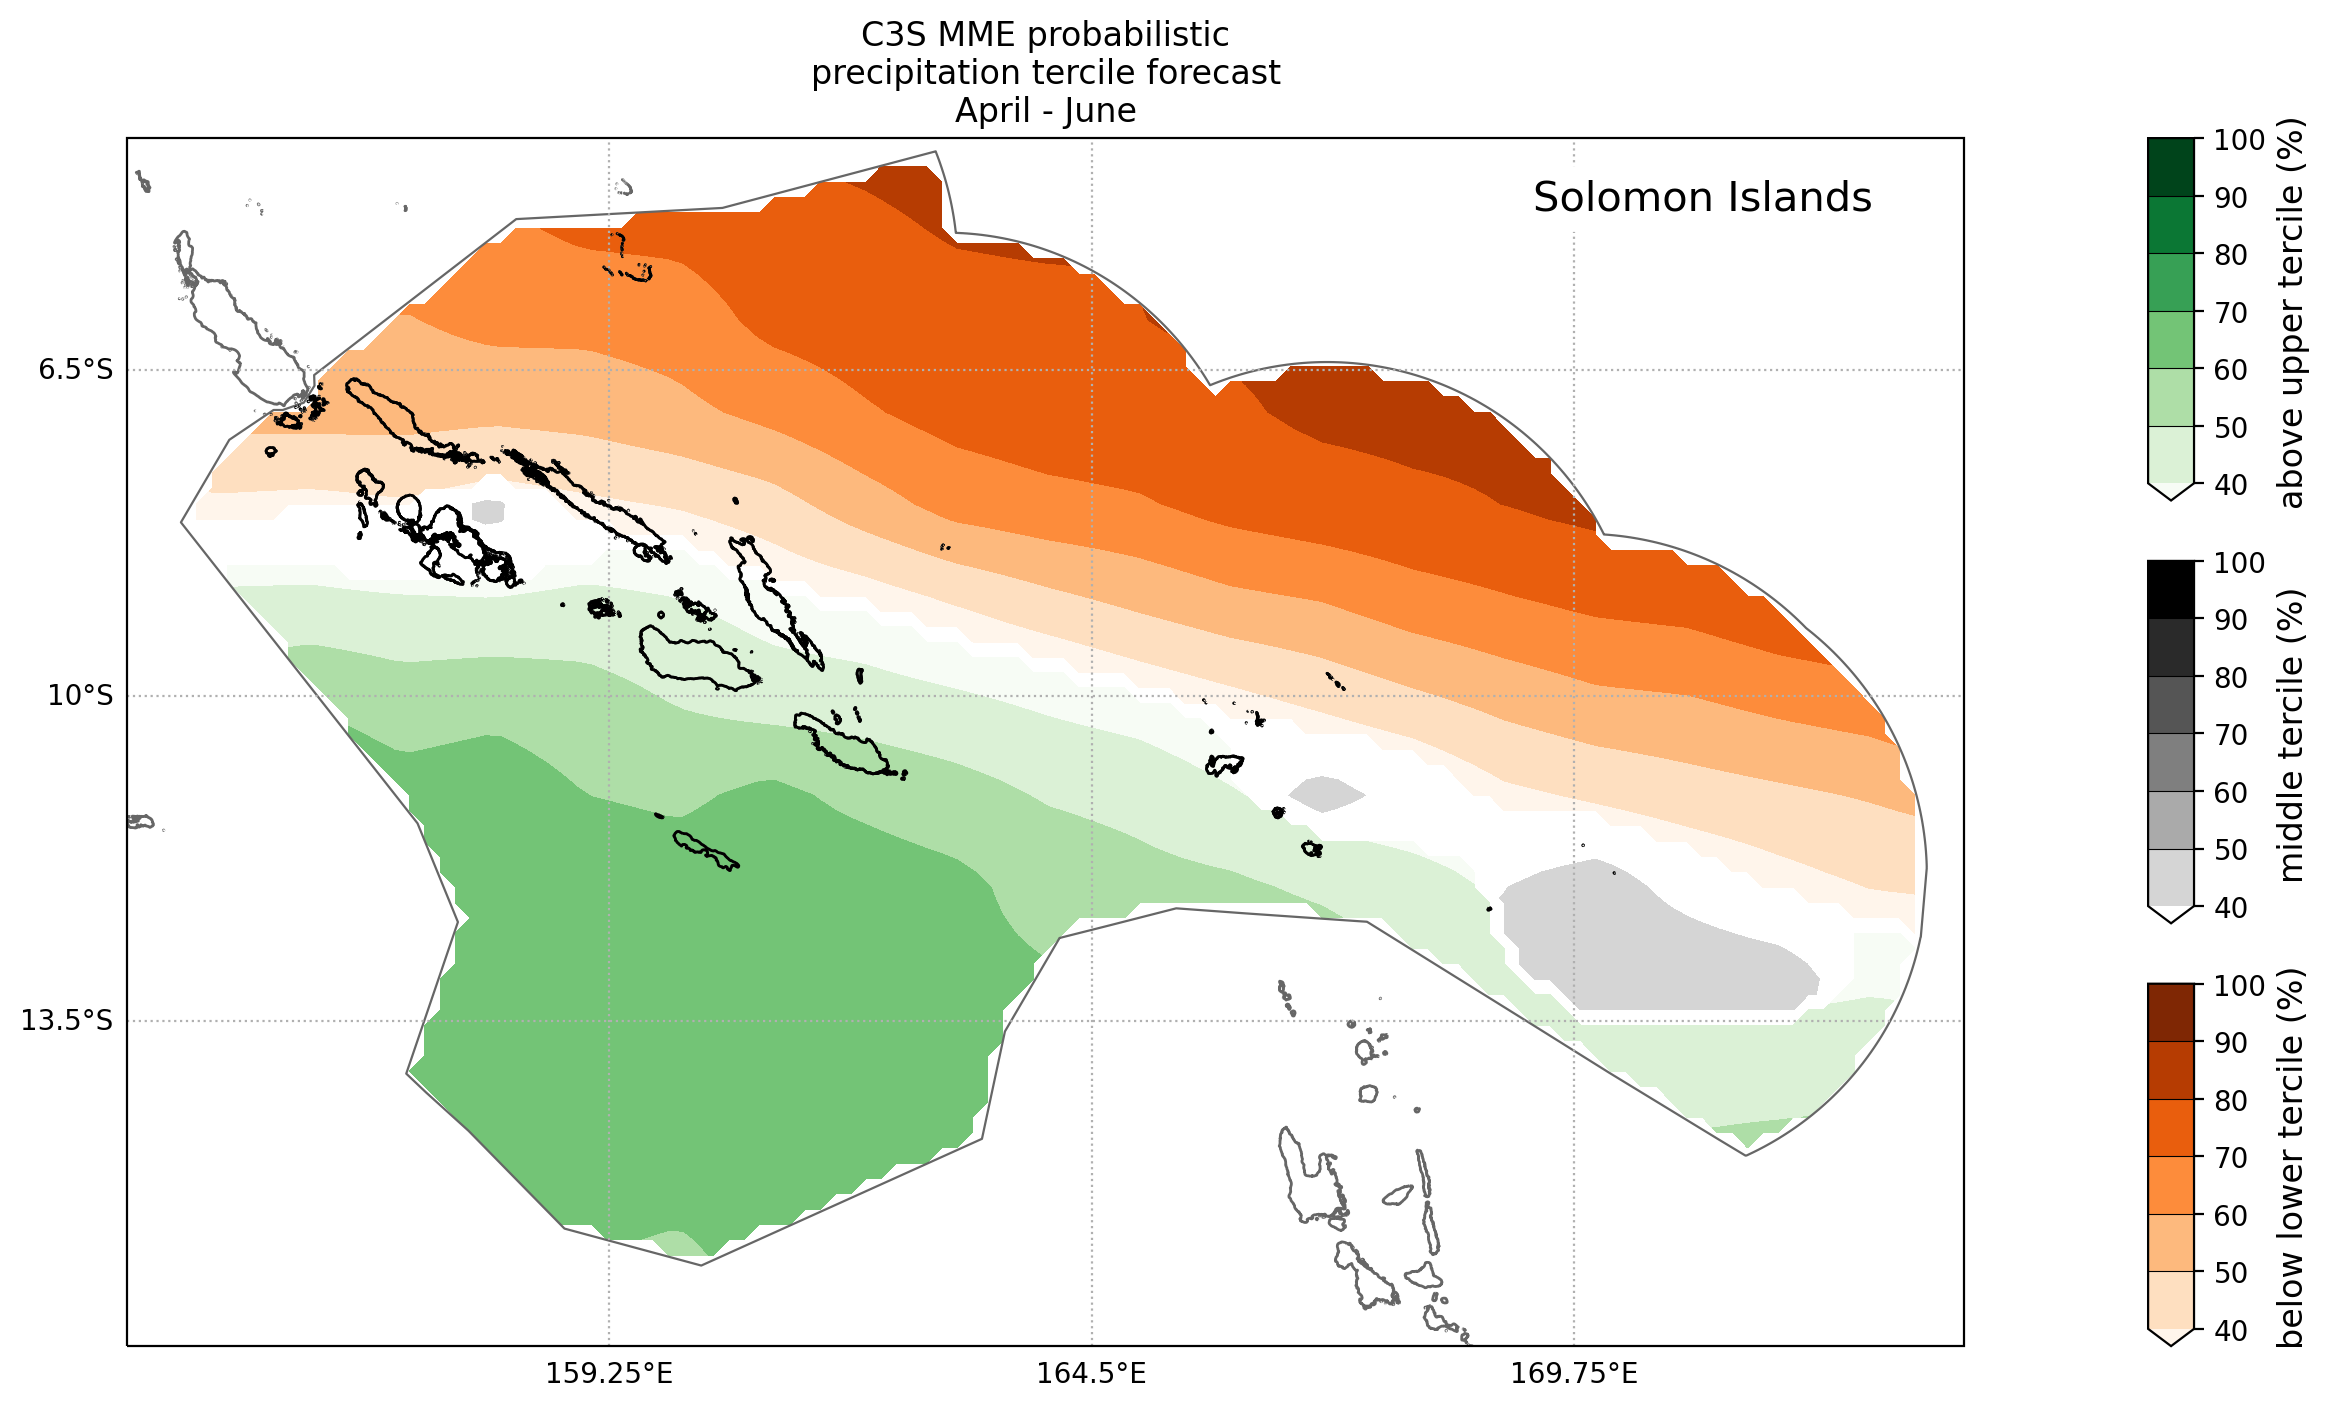 C3S MME probabilistic
precipitation tercile forecast
April - June
Solomon Islands
6.5°S
10°S
13.5°S
159.25°E
164.5°E
169.75°E
100
90
80
70
60
50
40
above upper tercile (%)
100
90
80
70
60
50
40
middle tercile (%)
100
90
80
70
60
50
40
below lower tercile (%)